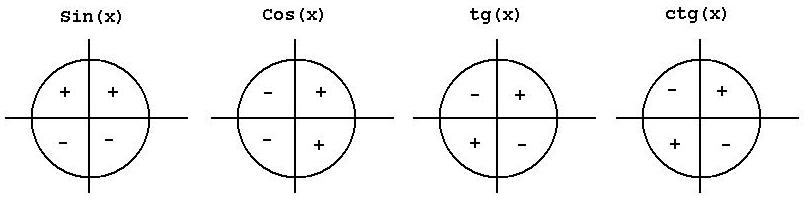 Sin(x) Cos(x) tg(x) ctg(x)
+ + - + - + - +
- - - + + - + -